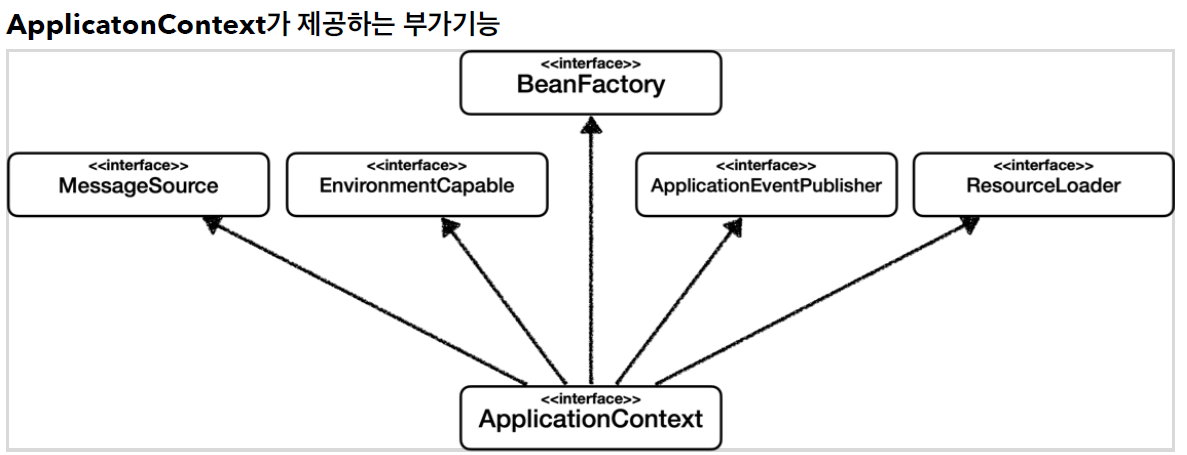 ApplicatonContext가 제공하는 부가기능
<<interface>>
BeanFactory
<<interface>>
MessageSource
<<interface>>
EnvironmentCapable
<<interface>>
ApplicationEventPublisher
<<interface>>
ResourceLoader
<<interface>>
ApplicationContext